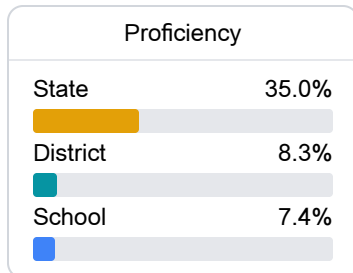 Proficiency
State 35.0%
District 8.3%
School 7.4%